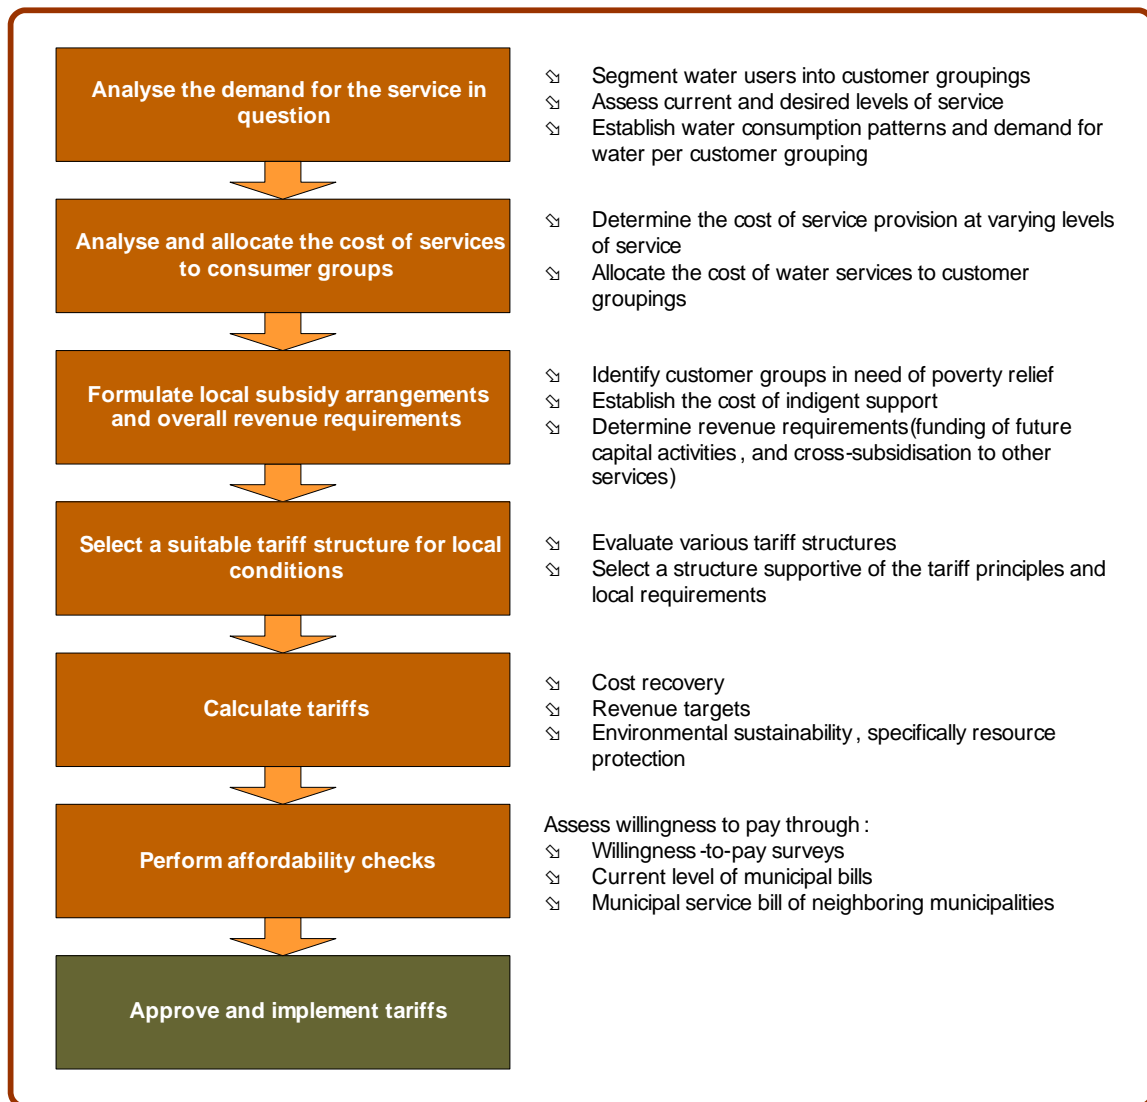 Analyse the demand for the service in
question
Segment water users into customer groupings
Assess current and desired levels of service
Establish water consumption patterns and demand for
water per customer grouping
Analyse and allocate the cost of services
to consumer groups
Determine the cost of service provision at varying levels
of service
Allocate the cost of water services to customer
groupings
Formulate local subsidy arrangements
and overall revenue requirements
Identify customer groups in need of poverty relief
Establish the cost of indigent support
Determine revenue requirements(funding of future
capital activities , and cross-subsidisation to other
services)
Select a suitable tariff structure for local
conditions
Evaluate various tariff structures
Select a structure supportive of the tariff principles and
local requirements
Calculate tariffs
Cost recovery
Revenue targets
Environmental sustainability , specifically resource
protection
Perform affordability checks
Assess willingness to pay through :
Willingness -to-pay surveys
Current level of municipal bills
Municipal service bill of neighboring municipalities
Approve and implement tariffs